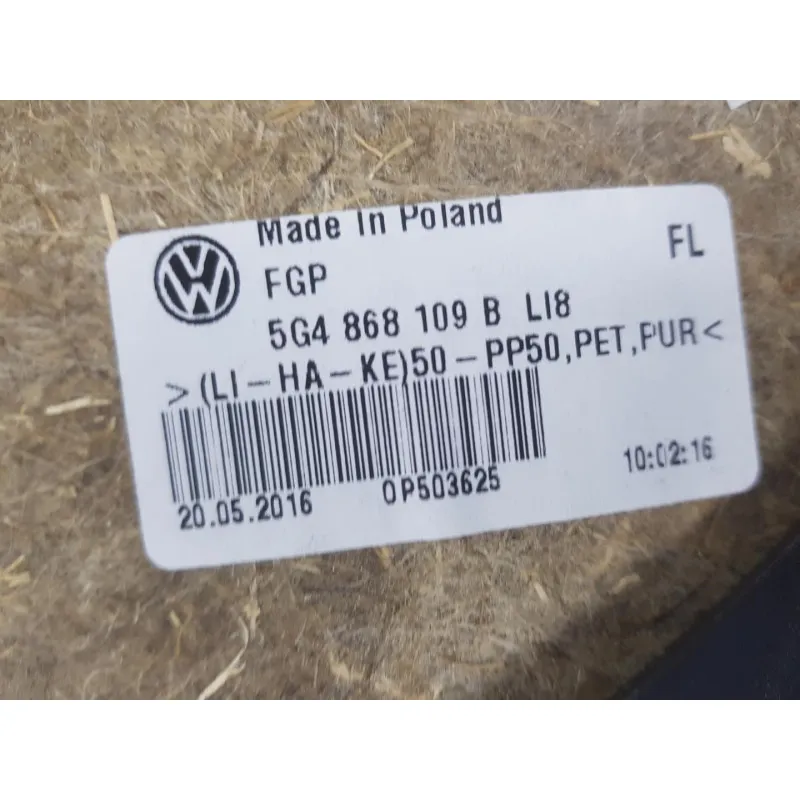 Made In Poland
FL
FGP
5G4 868 109 B LI8
>(LI-HA-KE)50-PP50,PET,PUR<
10:02:16
20.05.2016 0P503625